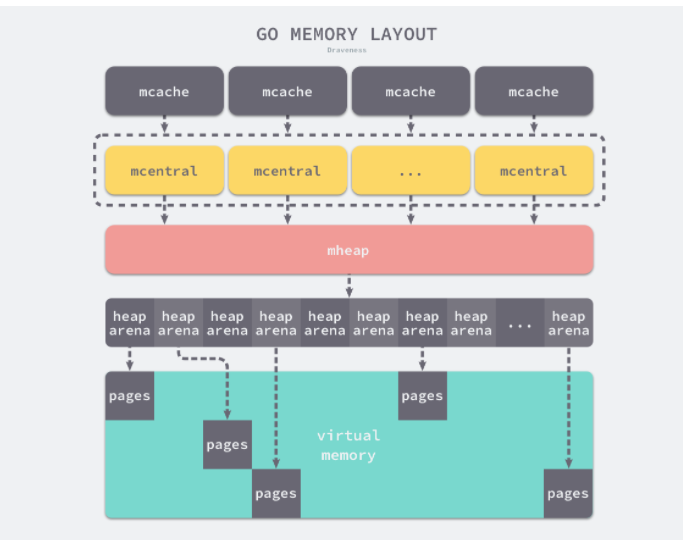 GO MEMORY LAYOUT
Draveness
mcache mcache mcache mcache
mcentral mcentral ... mcentral
mheap
heap heap heap heap heap heap heap heap heap
arena arena arena arena arena arena arena arena ... arena
pages pages
virtual
pages
memory
pages pages